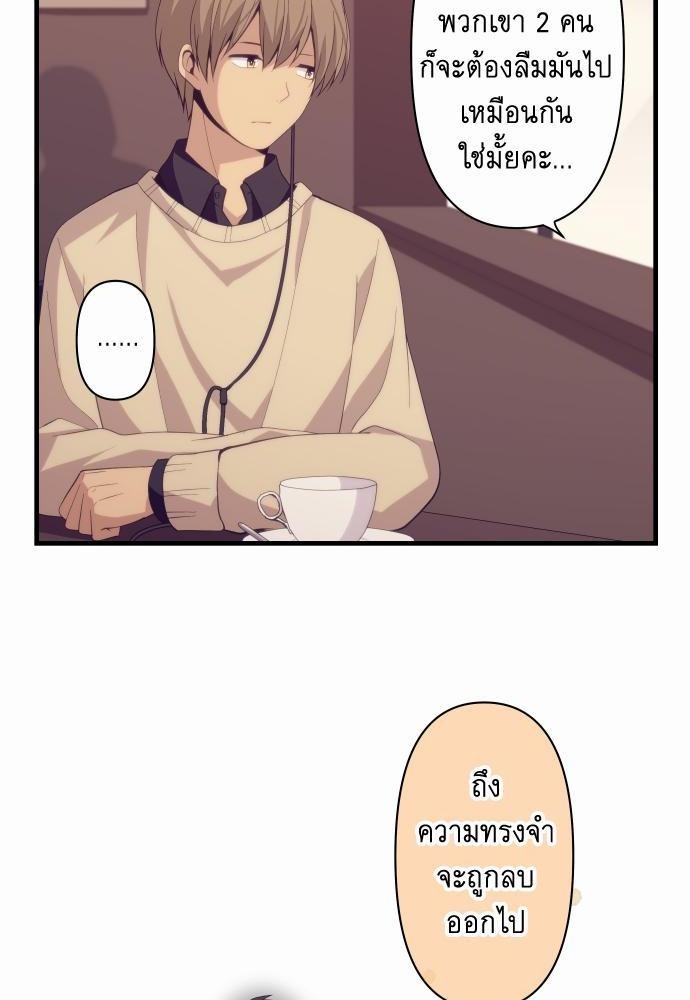 พวกเขา 2 คน
ก็จะต้องลืมมันไป
เหมือนกัน
ใช่มั้ยคะ...
......
ถึง
ความทรงจำ
จะถูกลบ
ออกไป